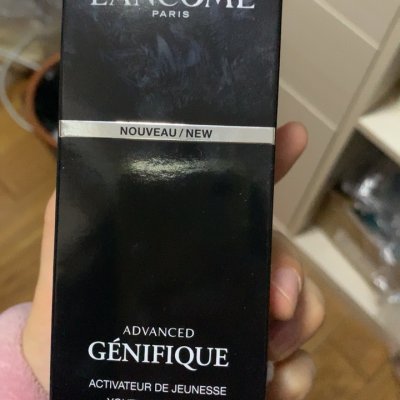 LANCÔME
PARIS
NOUVEAU/NEW
ADVANCED
GÉNIFIQUE
ACTIVATEUR DE JEUNESSE